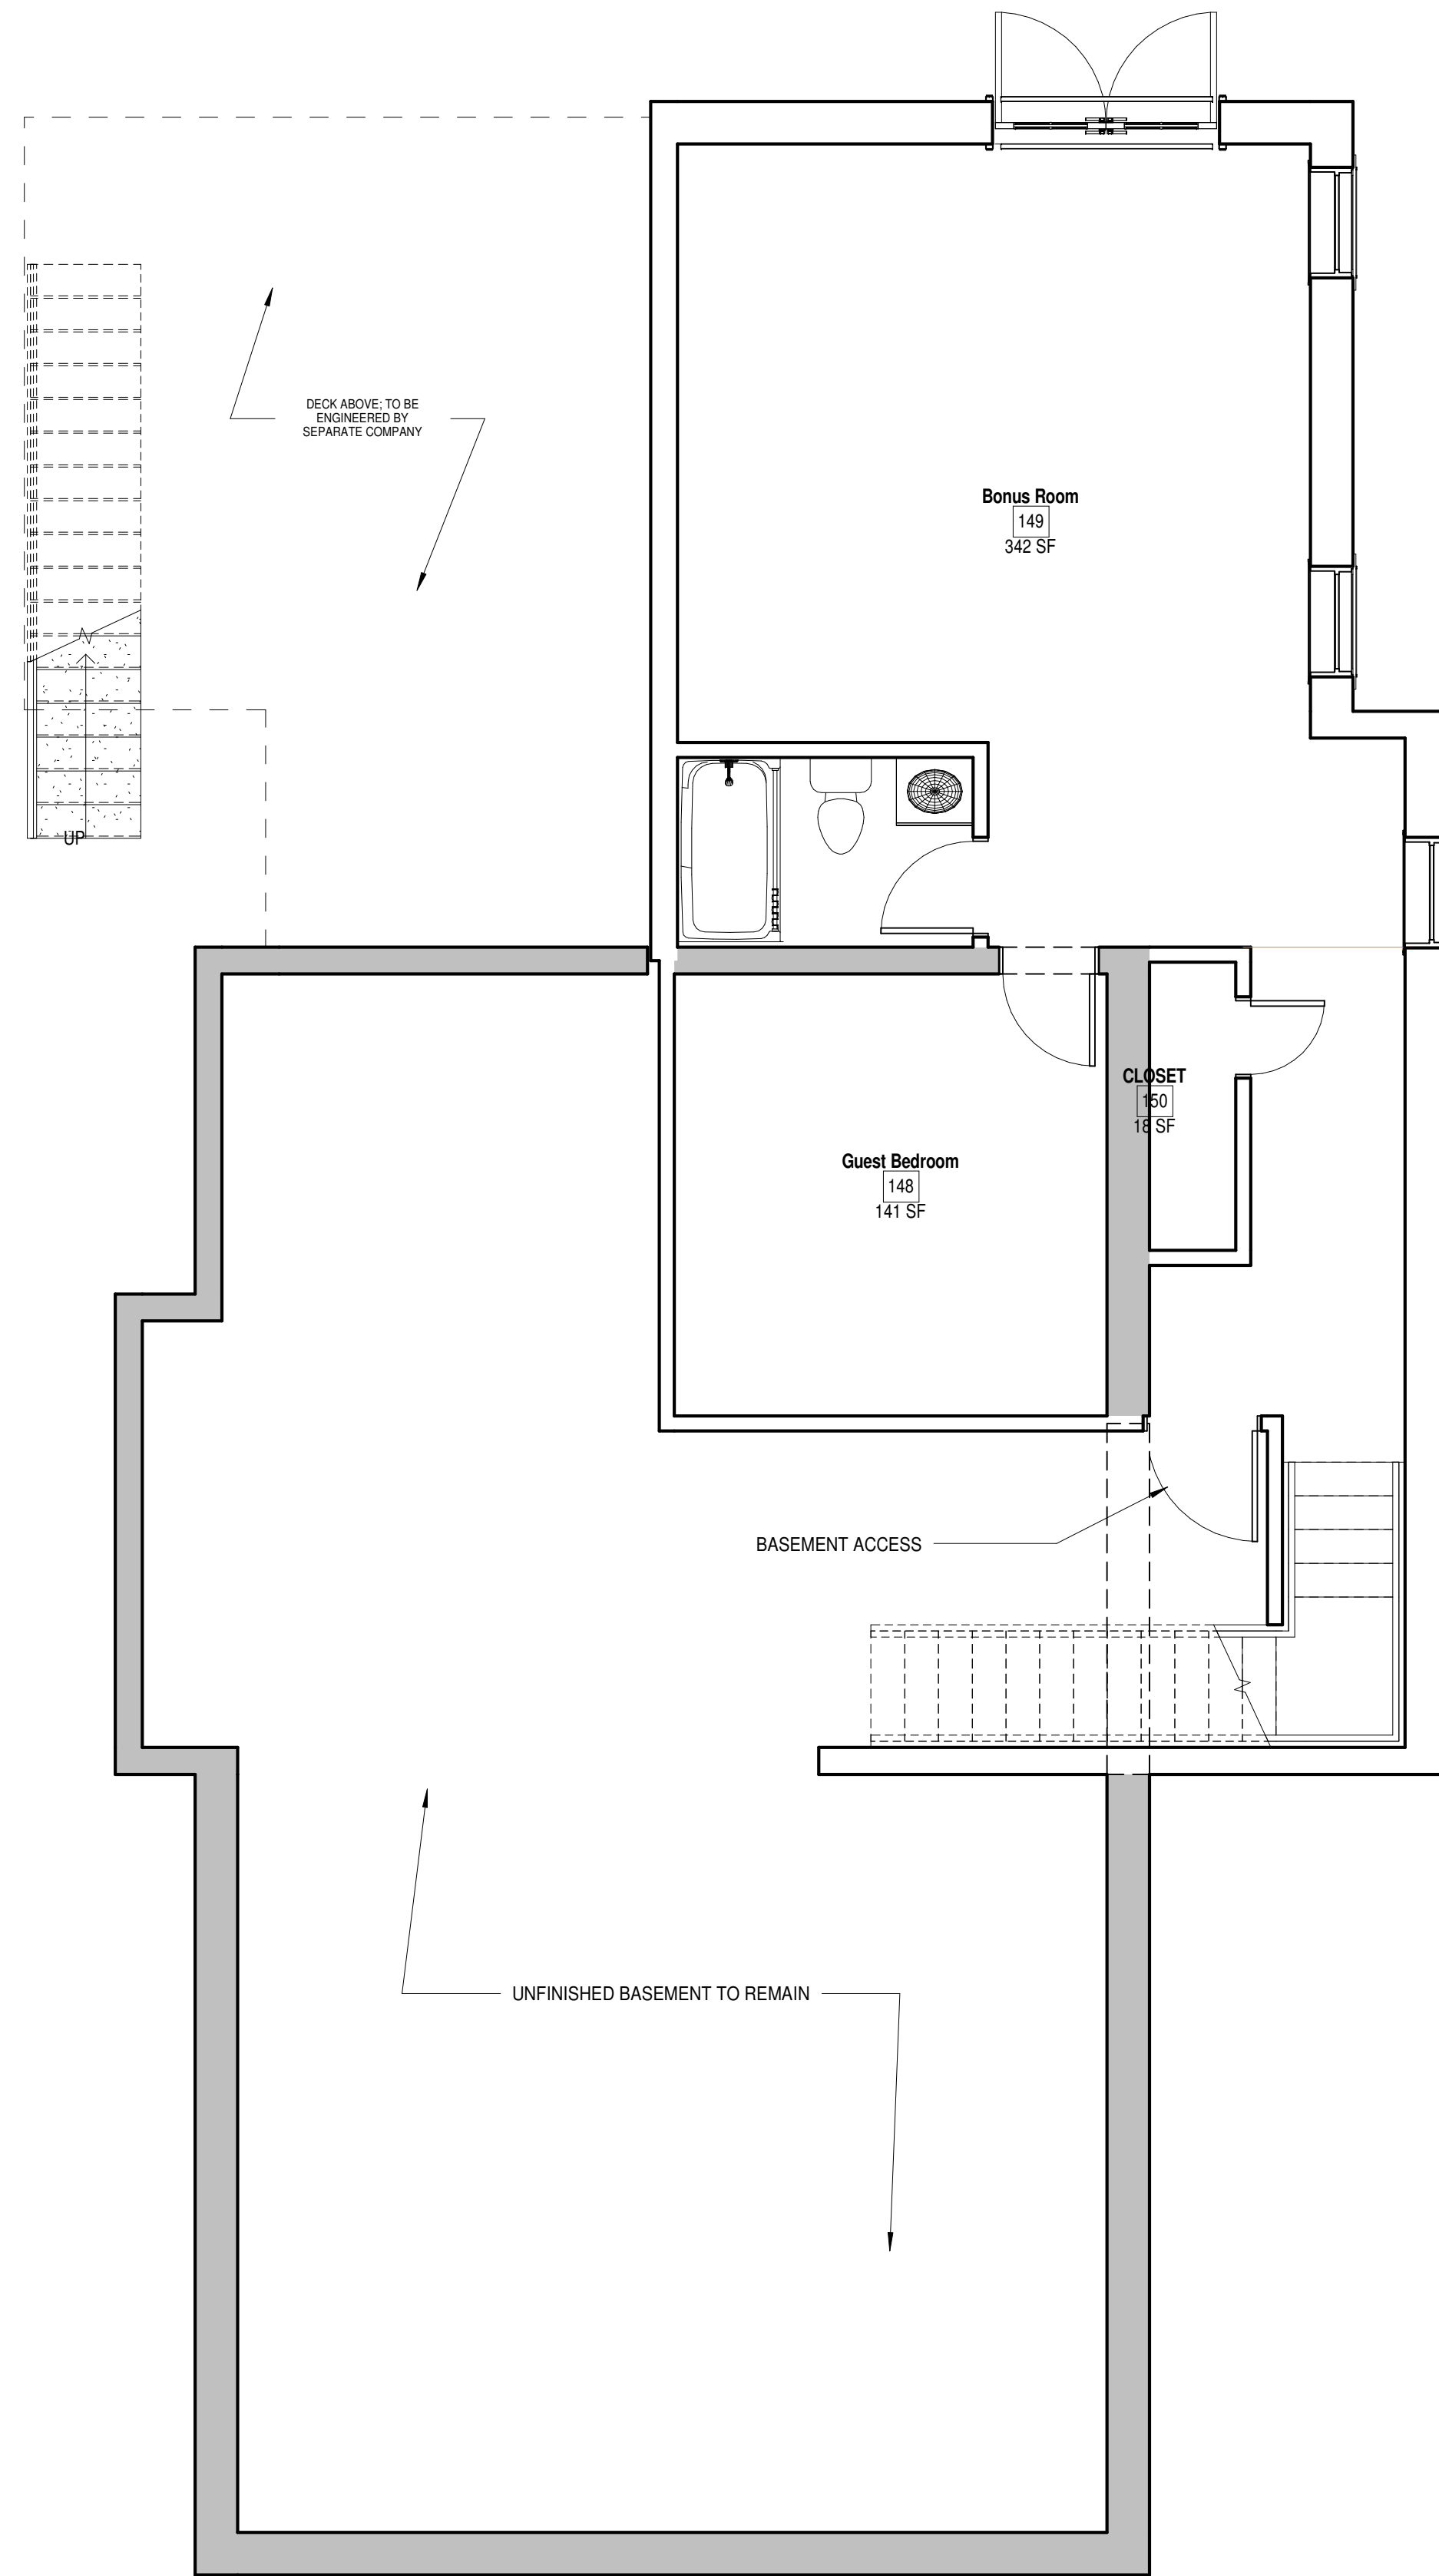 DECK ABOVE; TO BE
ENGINEERED BY
SEPARATE COMPANY
Bonus Room
149
342 SF
UP
CLOSET
150
18 SF
Guest Bedroom
148
141 SF
BASEMENT ACCESS
UNFINISHED BASEMENT TO REMAIN